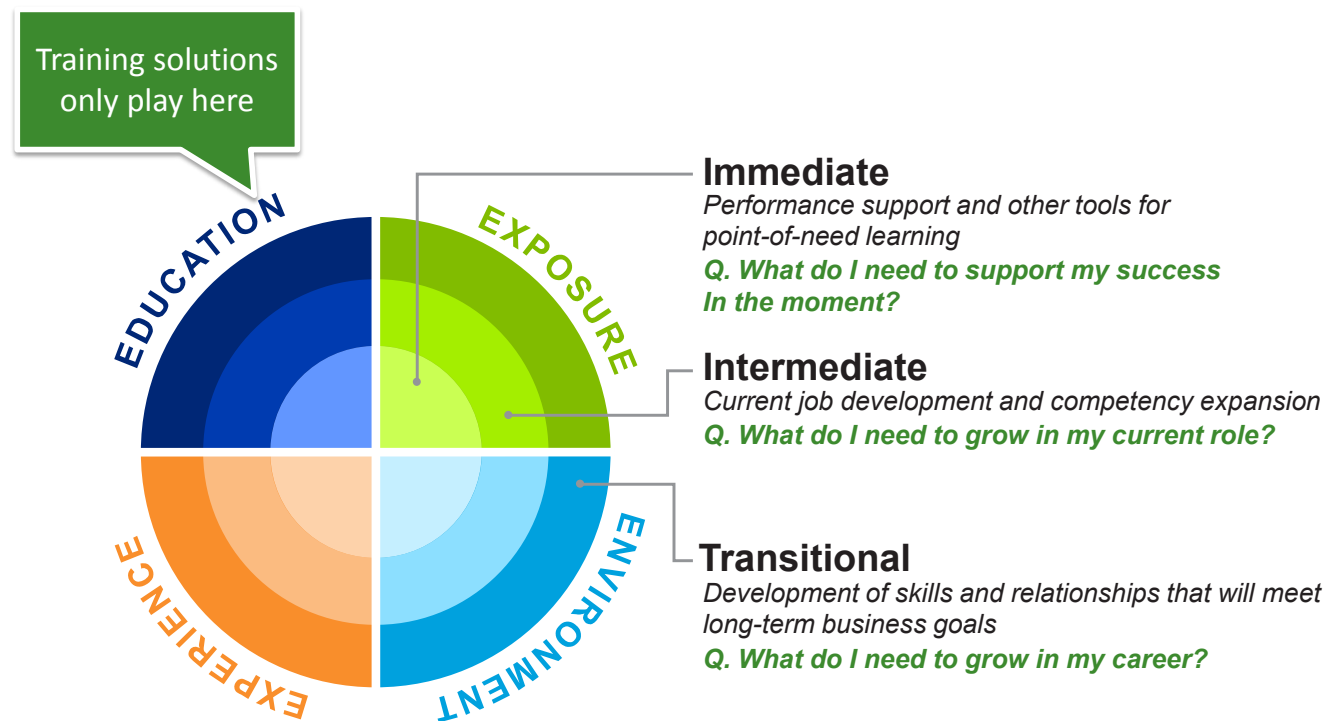 Training solutions
only play here
EDUCATION
EXPOSURE
EXPERIENCE
ENVIRONMENT
Immediate
Performance support and other tools for
point-of-need learning
Q. What do I need to support my success
In the moment?
Intermediate
Current job development and competency expansion
Q. What do I need to grow in my current role?
Transitional
Development of skills and relationships that will meet
long-term business goals
Q. What do I need to grow in my career?